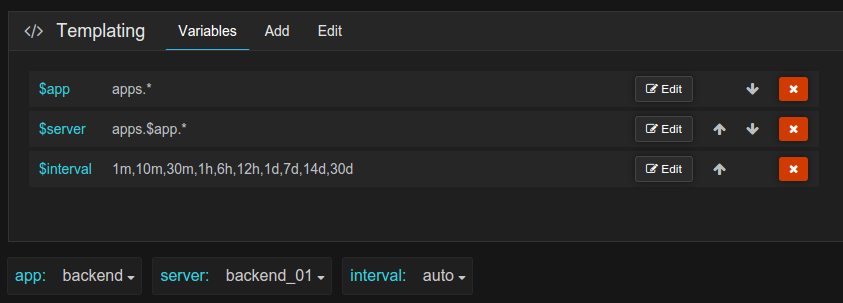 </> Templating Variables Add Edit
$app apps.* Edit
$server apps.$app.* Edit
$interval 1m,10m,30m,1h,6h,12h,1d,7d,14d,30d Edit
app: backend server: backend_01 interval: auto